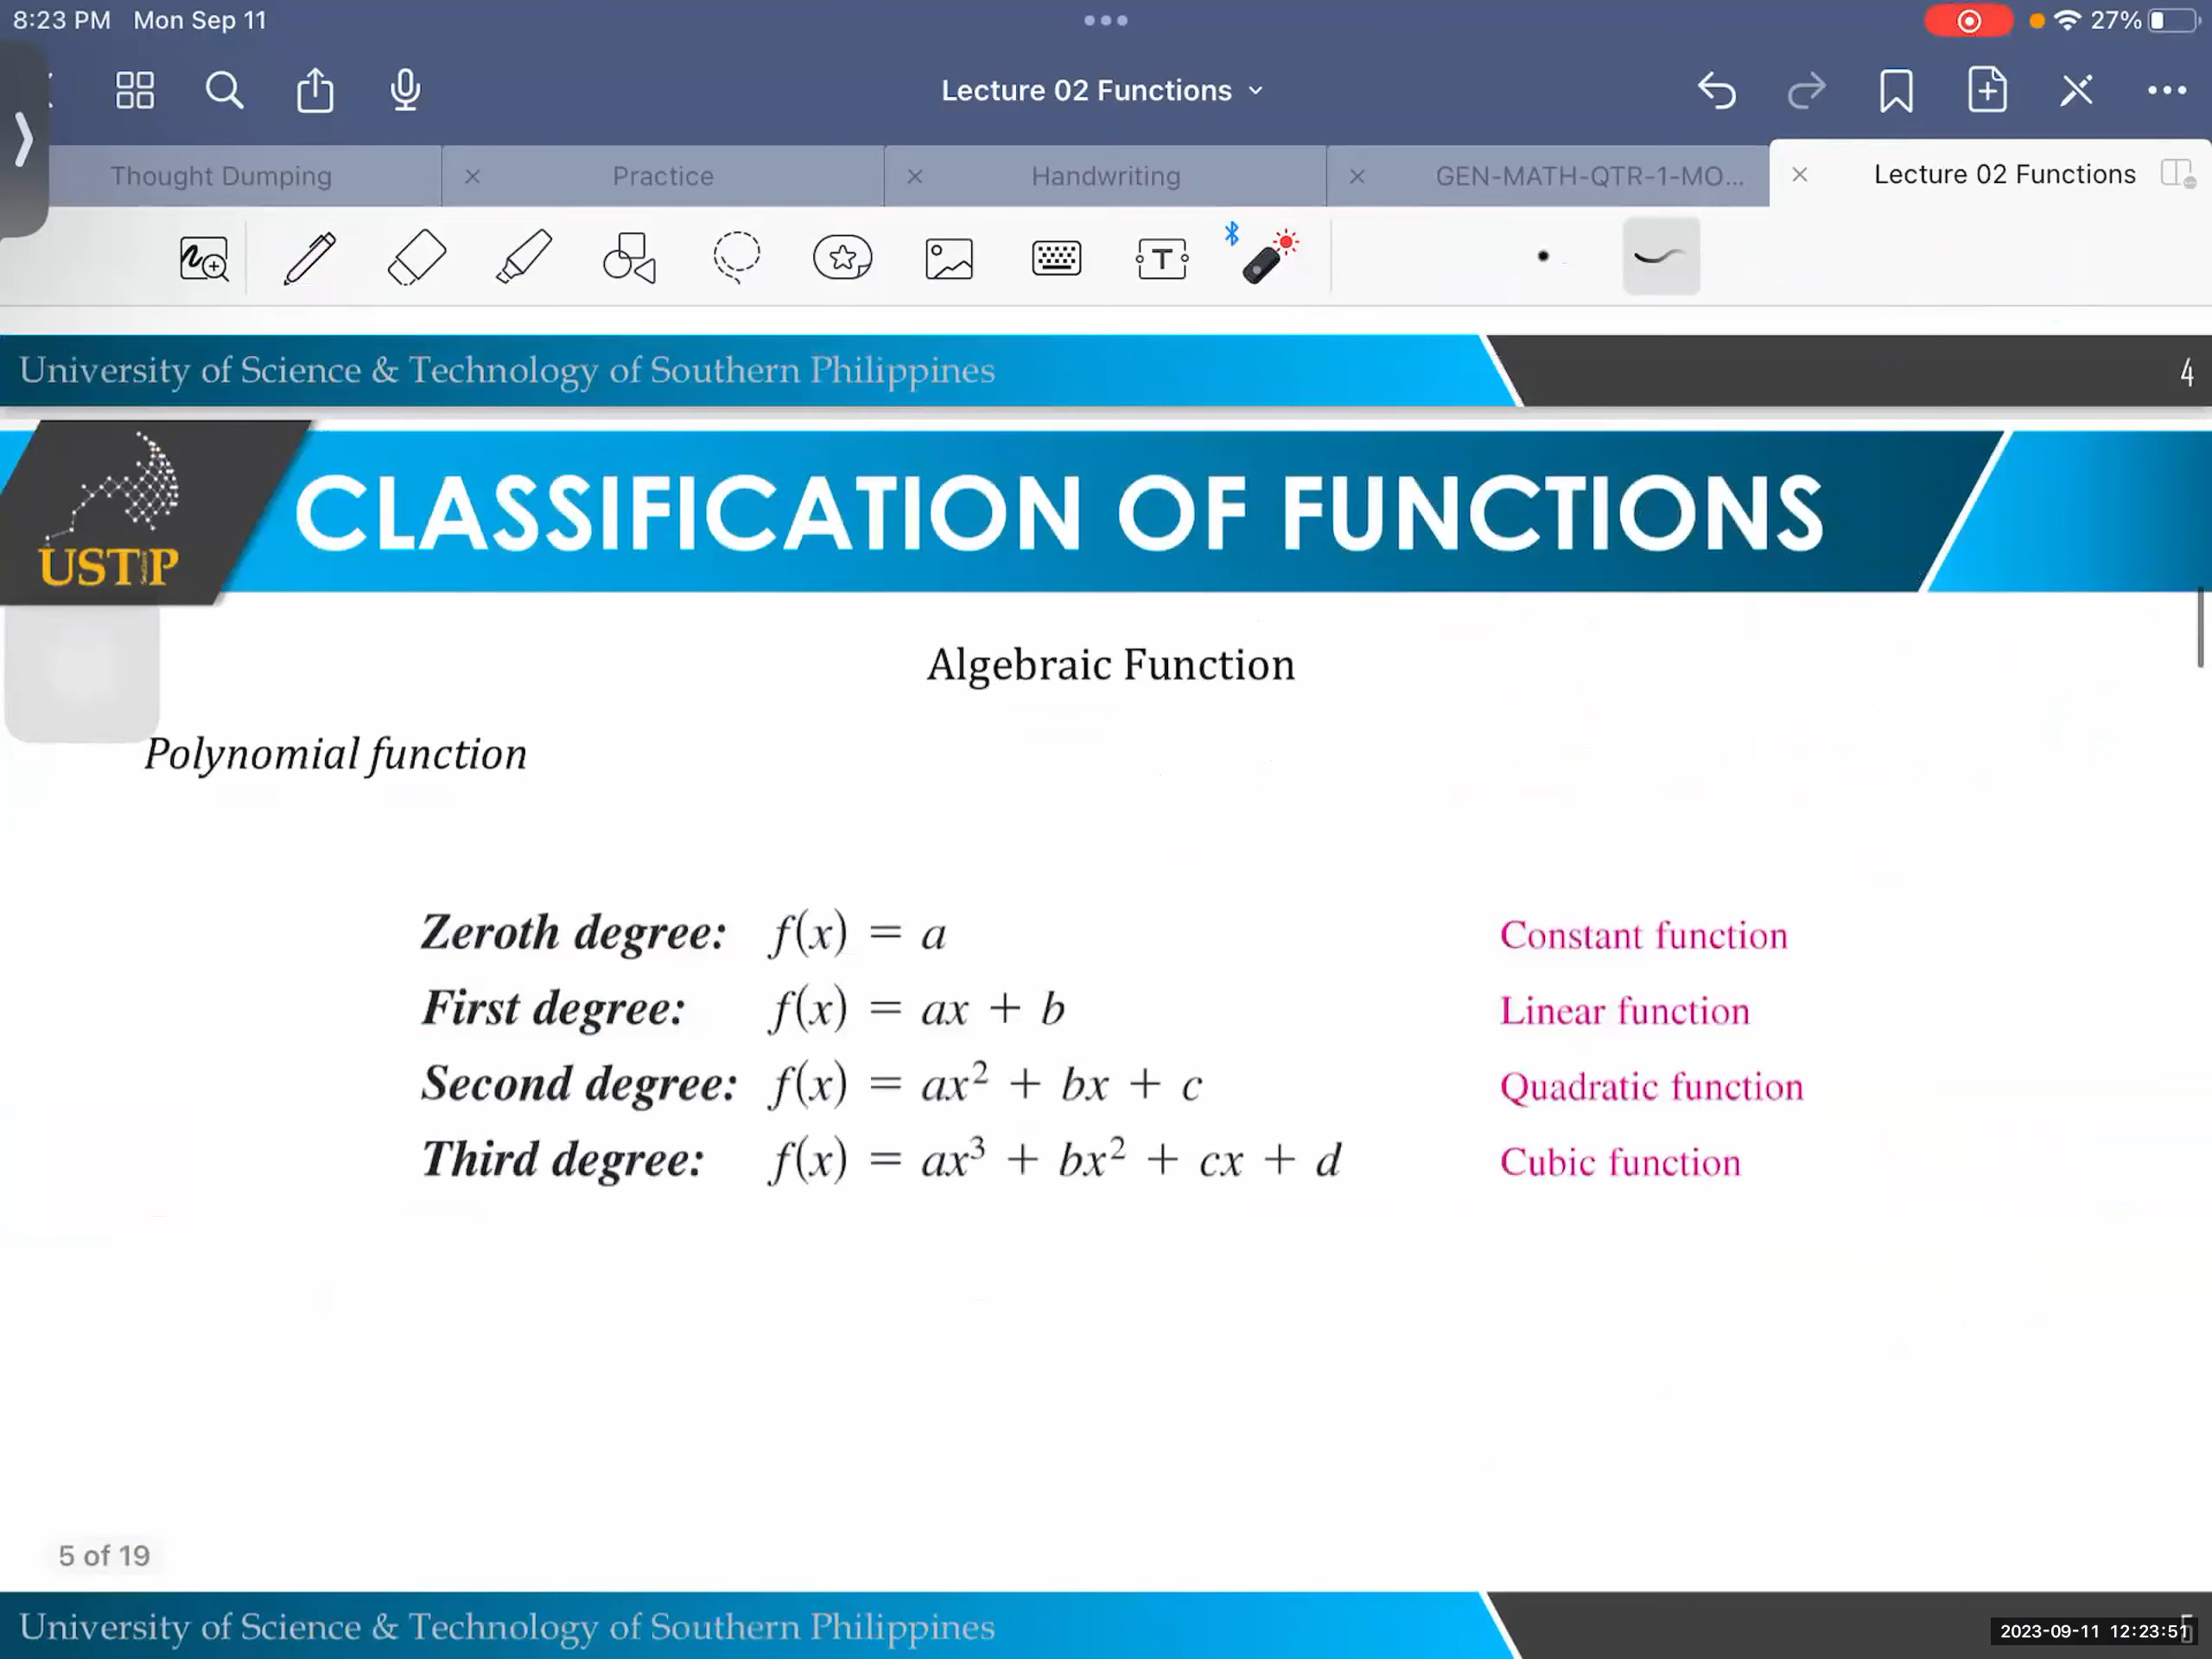 8:23 PM Mon Sep 11
27%
Lecture 02 Functions
Thought Dumping
Practice
Handwriting
GEN-MATH-QTR-1-MO...
Lecture 02 Functions
T
University of Science & Technology of Southern Philippines
4
USTP
CLASSIFICATION OF FUNCTIONS
Algebraic Function
Polynomial function
Zeroth degree: f(x) = a Constant function
First degree: f(x) = ax + b Linear function
Second degree: f(x) = ax² + bx + c Quadratic function
Third degree: f(x) = ax³ + bx² + cx + d Cubic function
5 of 19
University of Science & Technology of Southern Philippines
2023-09-11 12:23:51